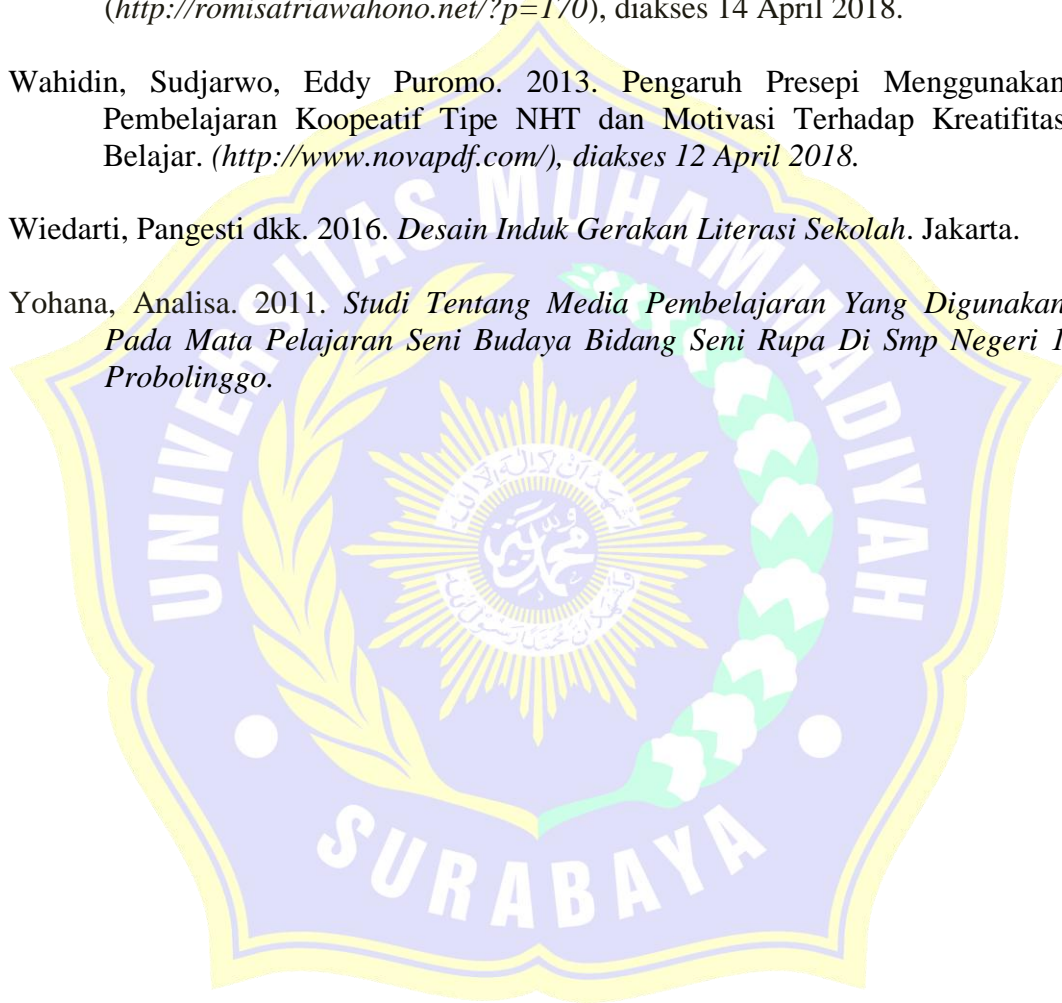 (http://romisatriawahono.net/?p=170), diakses 14 April 2018.
Wahidin, Sudjarwo, Eddy Puromo. 2013. Pengaruh Presepi Menggunakan
Pembelajaran Koopeatif Tipe NHT dan Motivasi Terhadap Kreatifitas
Belajar. (http://www.novapdf.com/), diakses 12 April 2018.
Wiedarti, Pangesti dkk. 2016. Desain Induk Gerakan Literasi Sekolah. Jakarta.
Yohana, Analisa. 2011. Studi Tentang Media Pembelajaran Yang Digunakan
Pada Mata Pelajaran Seni Budaya Bidang Seni Rupa Di Smp Negeri 1
Probolinggo.
UNIVERSITAS MUHAMMADIYAH
SURABAYA